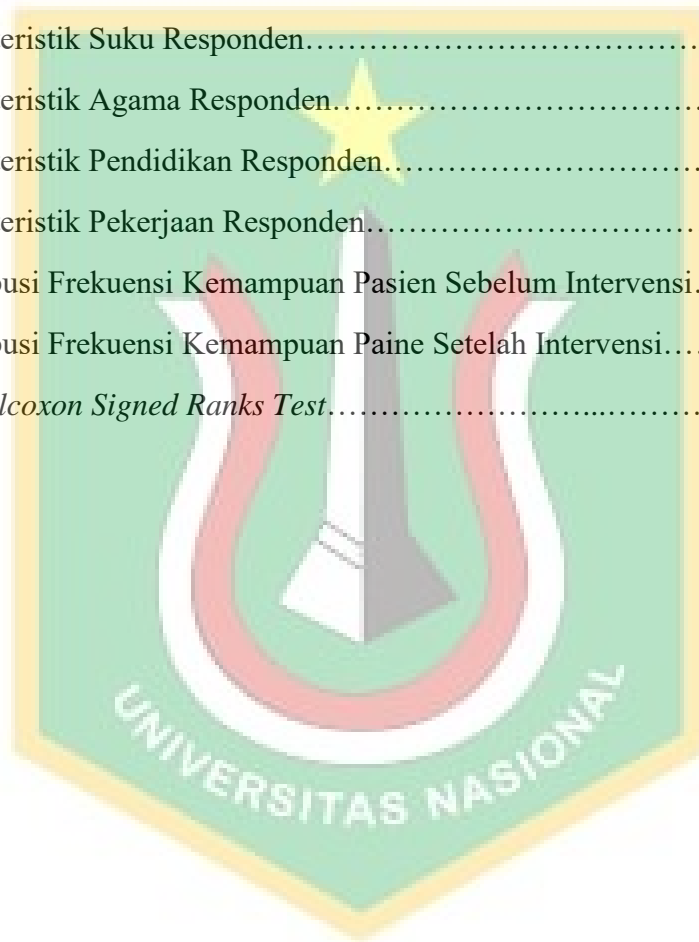 eristik Suku Responden………………………………….
eristik Agama Responden……………………………….
eristik Pendidikan Responden………………………….
eristik Pekerjaan Responden……………………………
busi Frekuensi Kemampuan Pasien Sebelum Intervensi.
busi Frekuensi Kemampuan Paine Setelah Intervensi….
lcoxon Signed Ranks Test……………………...………
UNIVERSITAS NASIONAL